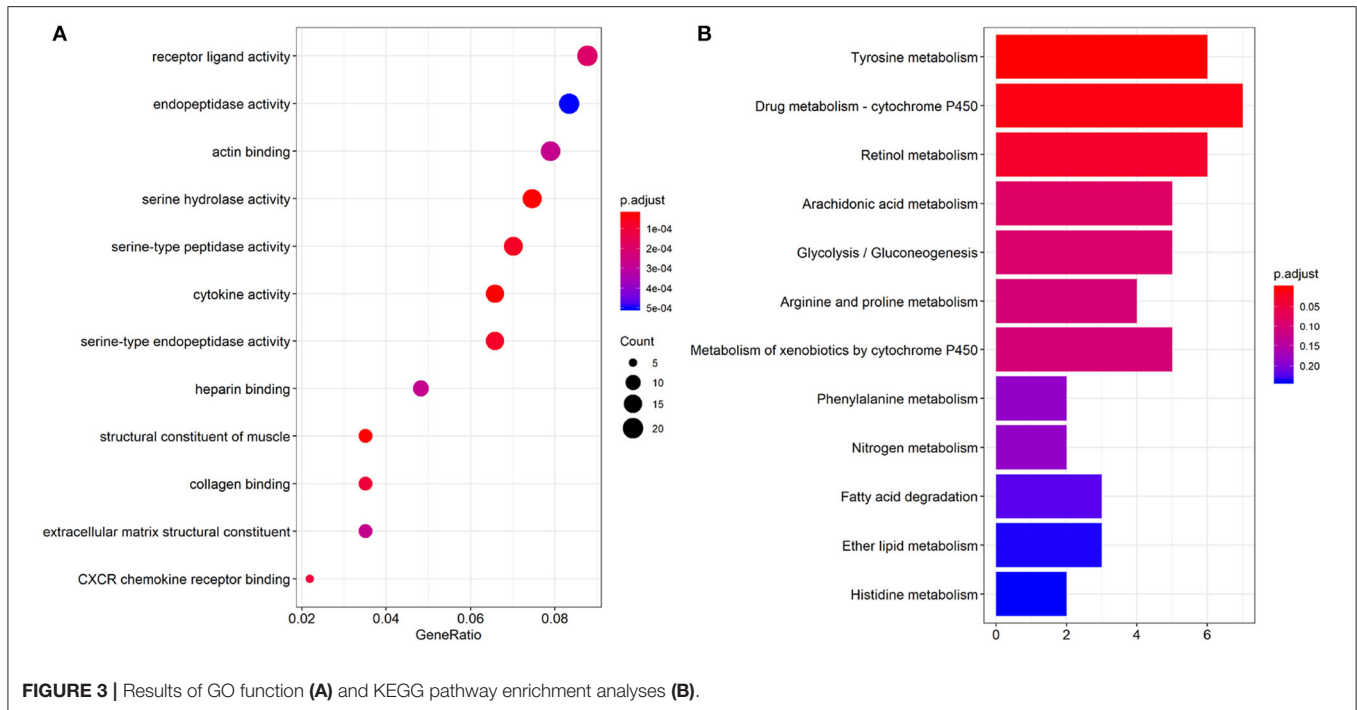 A
receptor ligand activity
endopeptidase activity
actin binding
serine hydrolase activity
serine-type peptidase activity
cytokine activity
serine-type endopeptidase activity
heparin binding
structural constituent of muscle
collagen binding
extracellular matrix structural constituent
CXCR chemokine receptor binding
0.02 0.04 0.06 0.08
GeneRatio
p.adjust
1e-04
2e-04
3e-04
4e-04
5e-04
Count
5
10
15
20
B
Tyrosine metabolism
Drug metabolism - cytochrome P450
Retinol metabolism
Arachidonic acid metabolism
Glycolysis / Gluconeogenesis
Arginine and proline metabolism
Metabolism of xenobiotics by cytochrome P450
Phenylalanine metabolism
Nitrogen metabolism
Fatty acid degradation
Ether lipid metabolism
Histidine metabolism
0 2 4 6
p.adjust
0.05
0.10
0.15
0.20
FIGURE 3 | Results of GO function (A) and KEGG pathway enrichment analyses (B).